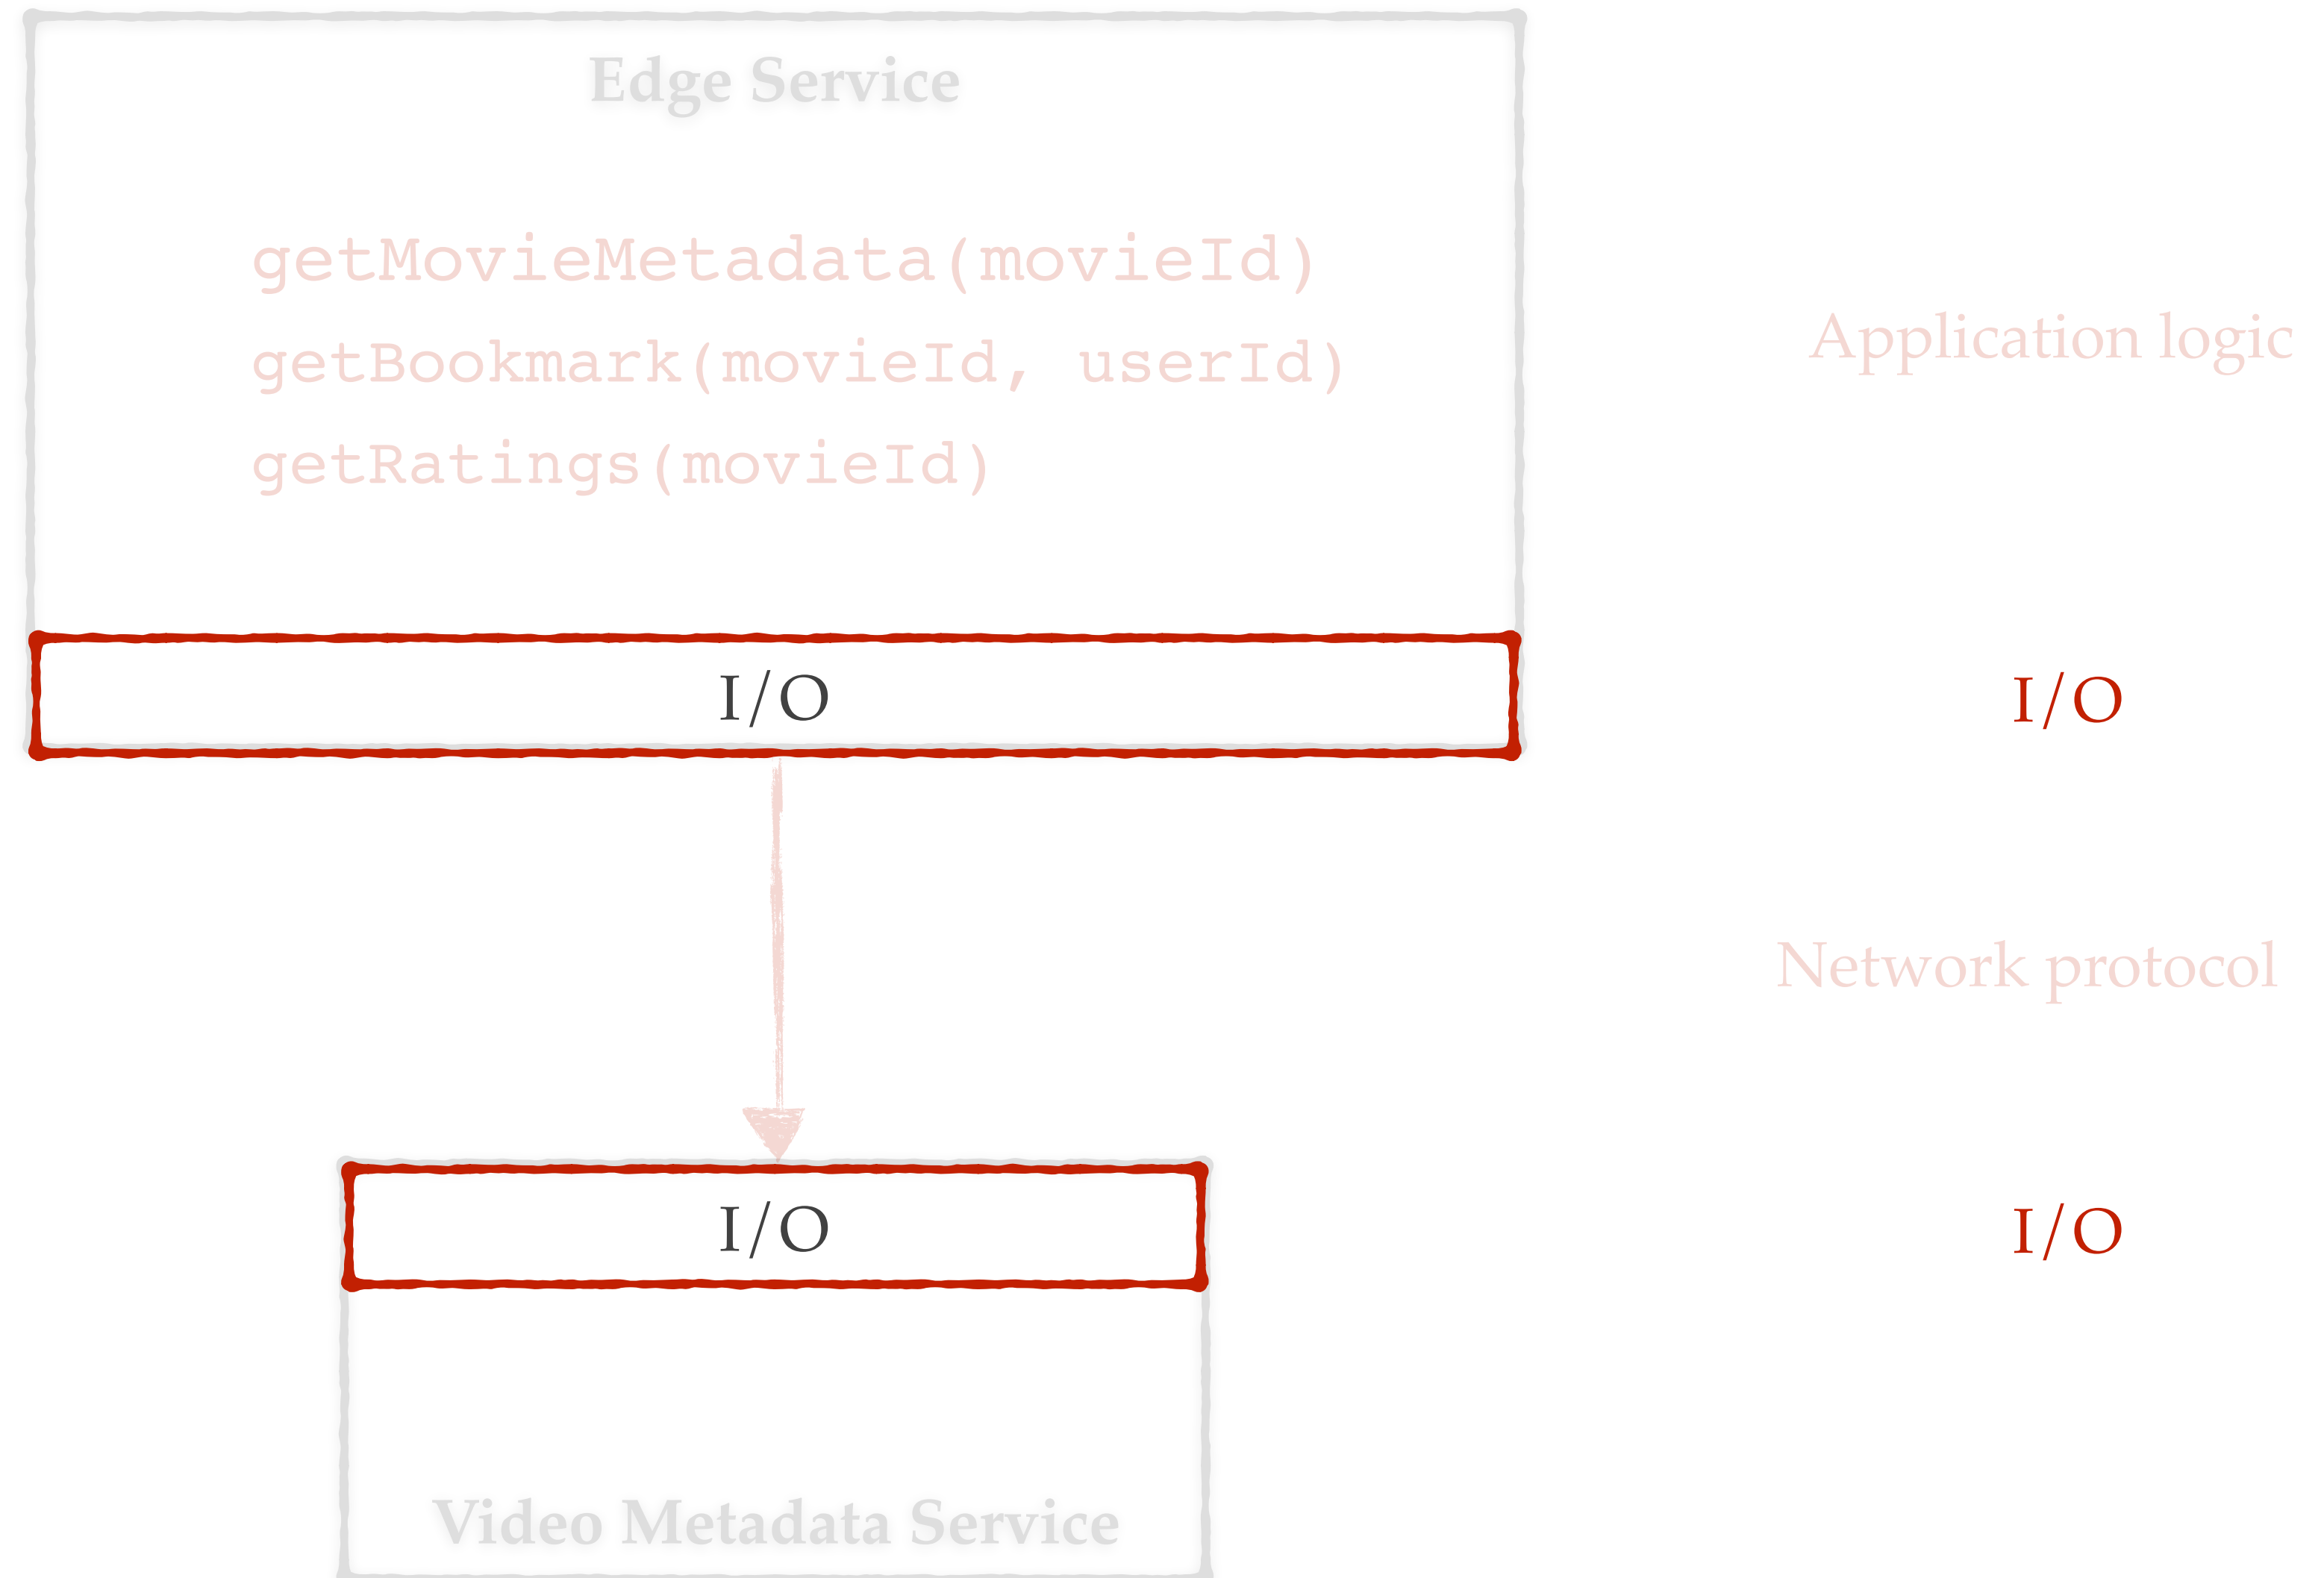 Edge Service
getMovieMetadata(movieId)
Application logic
getBookmark(movieId, userId)
getRatings(movieId)
I/O
I/O
Network protocol
I/O
I/O
Video Metadata Service